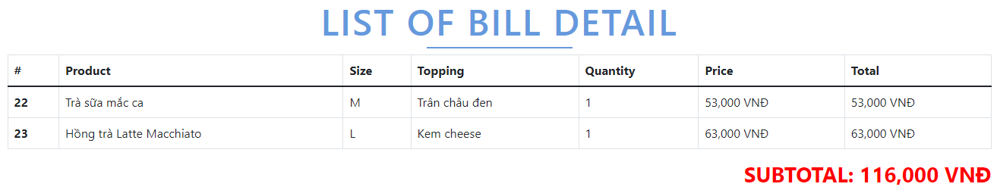 LIST OF BILL DETAIL
# Product Size Topping Quantity Price Total
22 Trà sữa mắc ca M Trân châu đen 1 53,000 VNĐ 53,000 VNĐ
23 Hồng trà Latte Macchiato L Kem cheese 1 63,000 VNĐ 63,000 VNĐ
SUBTOTAL: 116,000 VNĐ